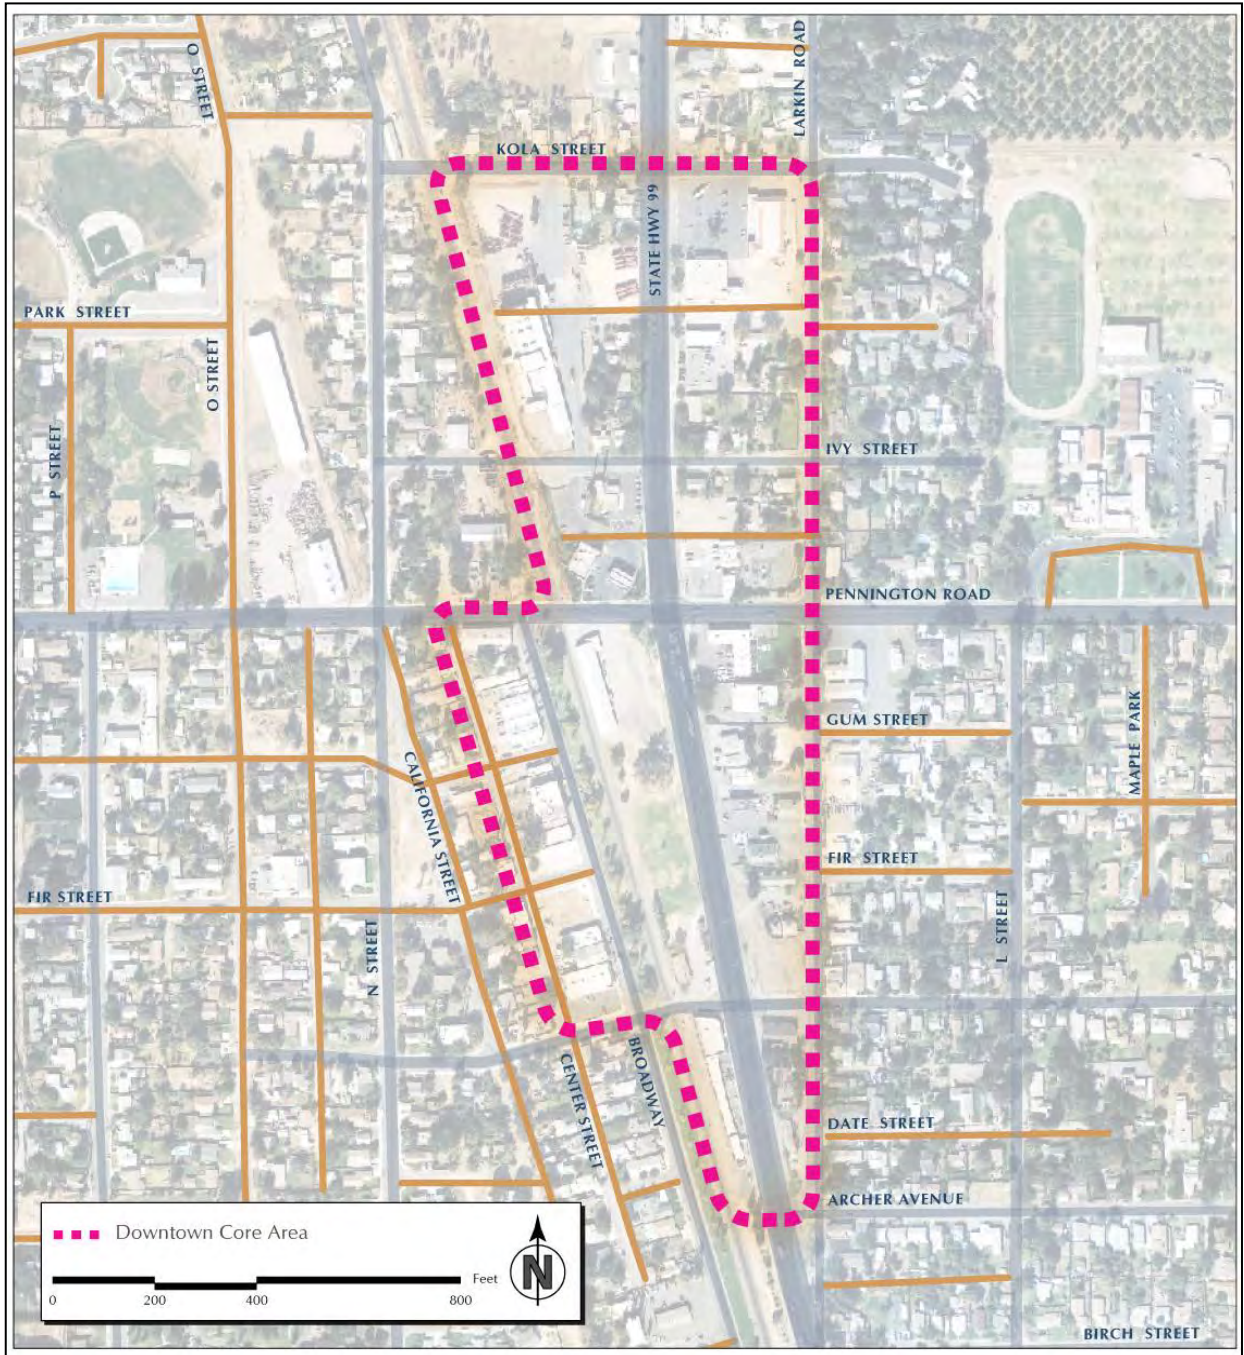 O STREET
LARKIN ROAD
KOLA STREET
STATE HWY 99
PARK STREET
O STREET
P STREET
IVY STREET
PENNINGTON ROAD
GUM STREET
MAPLE PARK
CALIFORNIA STREET
FIR STREET
FIR STREET
N STREET
L STREET
BROADWAY
CENTER STREET
DATE STREET
ARCHER AVENUE
Downtown Core Area
N
Feet
0 200 400 800
BIRCH STREET